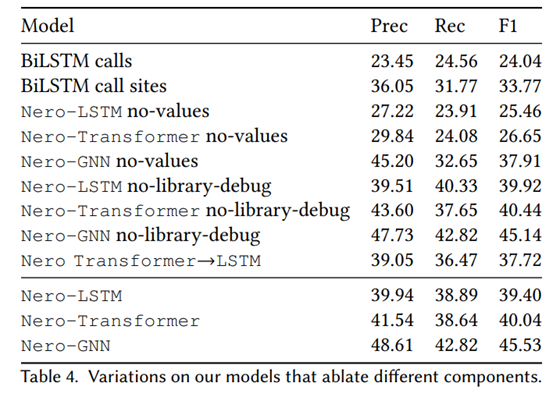 Model Prec Rec F1
BiLSTM calls 23.45 24.56 24.04
BiLSTM call sites 36.05 31.77 33.77
Nero-LSTM no-values 27.22 23.91 25.46
Nero-Transformer no-values 29.84 24.08 26.65
Nero-GNN no-values 45.20 32.65 37.91
Nero-LSTM no-library-debug 39.51 40.33 39.92
Nero-Transformer no-library-debug 43.60 37.65 40.44
Nero-GNN no-library-debug 47.73 42.82 45.14
Nero Transformer→LSTM 39.05 36.47 37.72
Nero-LSTM 39.94 38.89 39.40
Nero-Transformer 41.54 38.64 40.04
Nero-GNN 48.61 42.82 45.53
Table 4. Variations on our models that ablate different components.